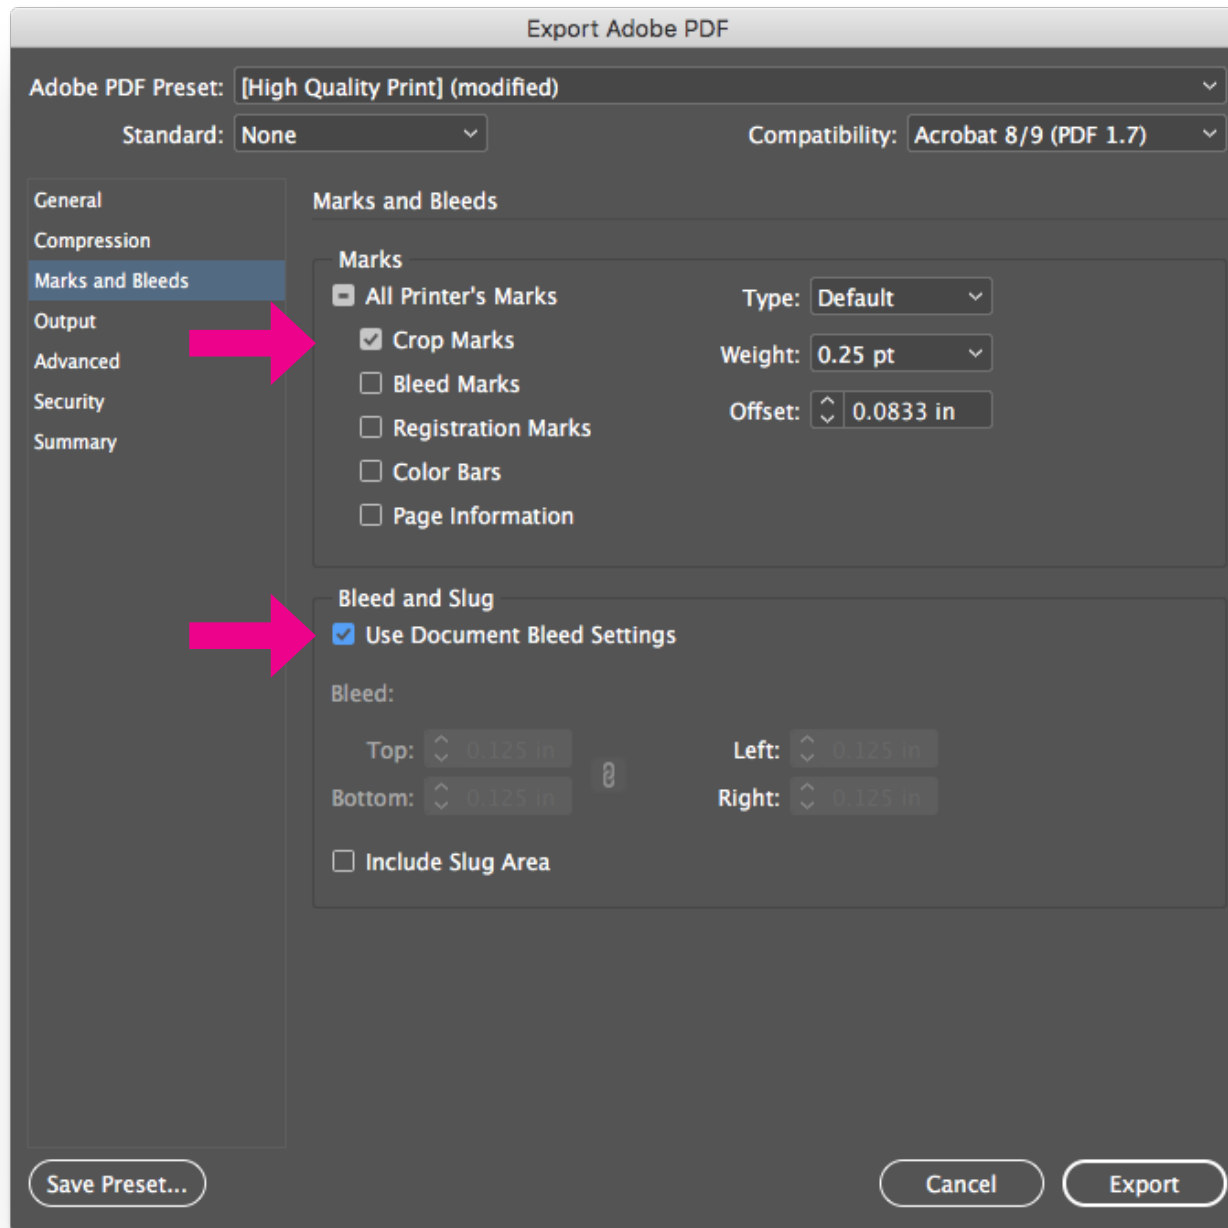 Export Adobe PDF
Adobe PDF Preset: [High Quality Print] (modified)
Standard: None Compatibility: Acrobat 8/9 (PDF 1.7)
General
Compression
Marks and Bleeds
Output
Advanced
Security
Summary
Marks and Bleeds
Marks
All Printer's Marks
Crop Marks
Bleed Marks
Registration Marks
Color Bars
Page Information
Type: Default
Weight: 0.25 pt
Offset: 0.0833 in
Bleed and Slug
Use Document Bleed Settings
Bleed:
Top: 0.125 in Left: 0.125 in
Bottom: 0.125 in Right: 0.125 in
Include Slug Area
Save Preset... Cancel Export